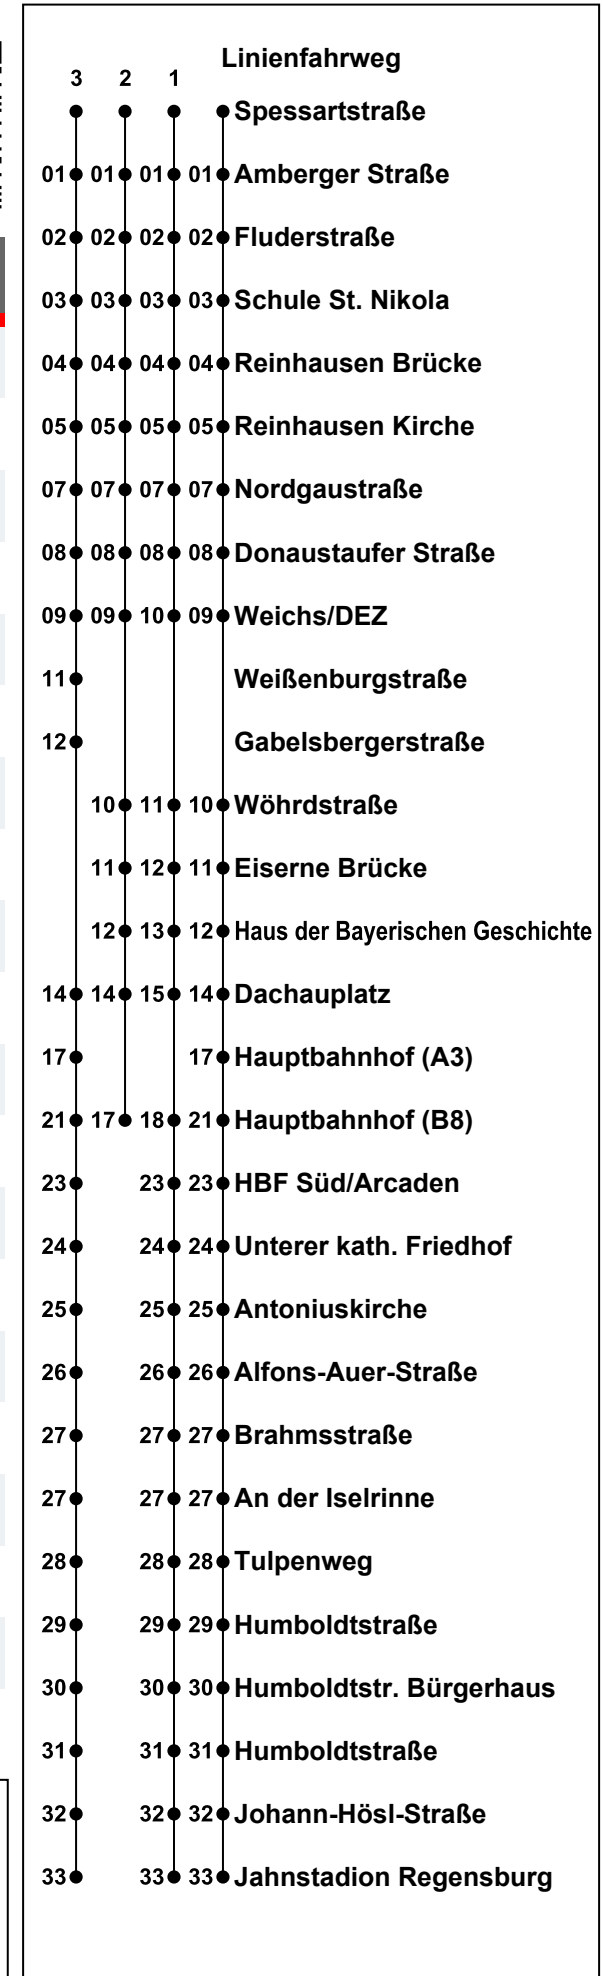 Linienfahrweg
3 2 1
Spessartstraße
01 01 01 01 Amberger Straße
02 02 02 02 Fluderstraße
03 03 03 03 Schule St. Nikola
04 04 04 04 Reinhausen Brücke
05 05 05 05 Reinhausen Kirche
07 07 07 07 Nordgaustraße
08 08 08 08 Donaustaufer Straße
09 09 10 09 Weichs/DEZ
11 Weißenburgstraße
12 Gabelsbergerstraße
10 11 10 Wöhrdstraße
11 12 11 Eiserne Brücke
12 13 12 Haus der Bayerischen Geschichte
14 14 15 14 Dachauplatz
17 17 Hauptbahnhof (A3)
21 17 18 21 Hauptbahnhof (B8)
23 23 23 HBF Süd/Arcaden
24 24 24 Unterer kath. Friedhof
25 25 25 Antoniuskirche
26 26 26 Alfons-Auer-Straße
27 27 27 Brahmsstraße
27 27 27 An der Iselrinne
28 28 28 Tulpenweg
29 29 29 Humboldtstraße
30 30 30 Humboldtstr. Bürgerhaus
31 31 31 Humboldtstraße
32 32 32 Johann-Hösl-Straße
33 33 33 Jahnstadion Regensburg